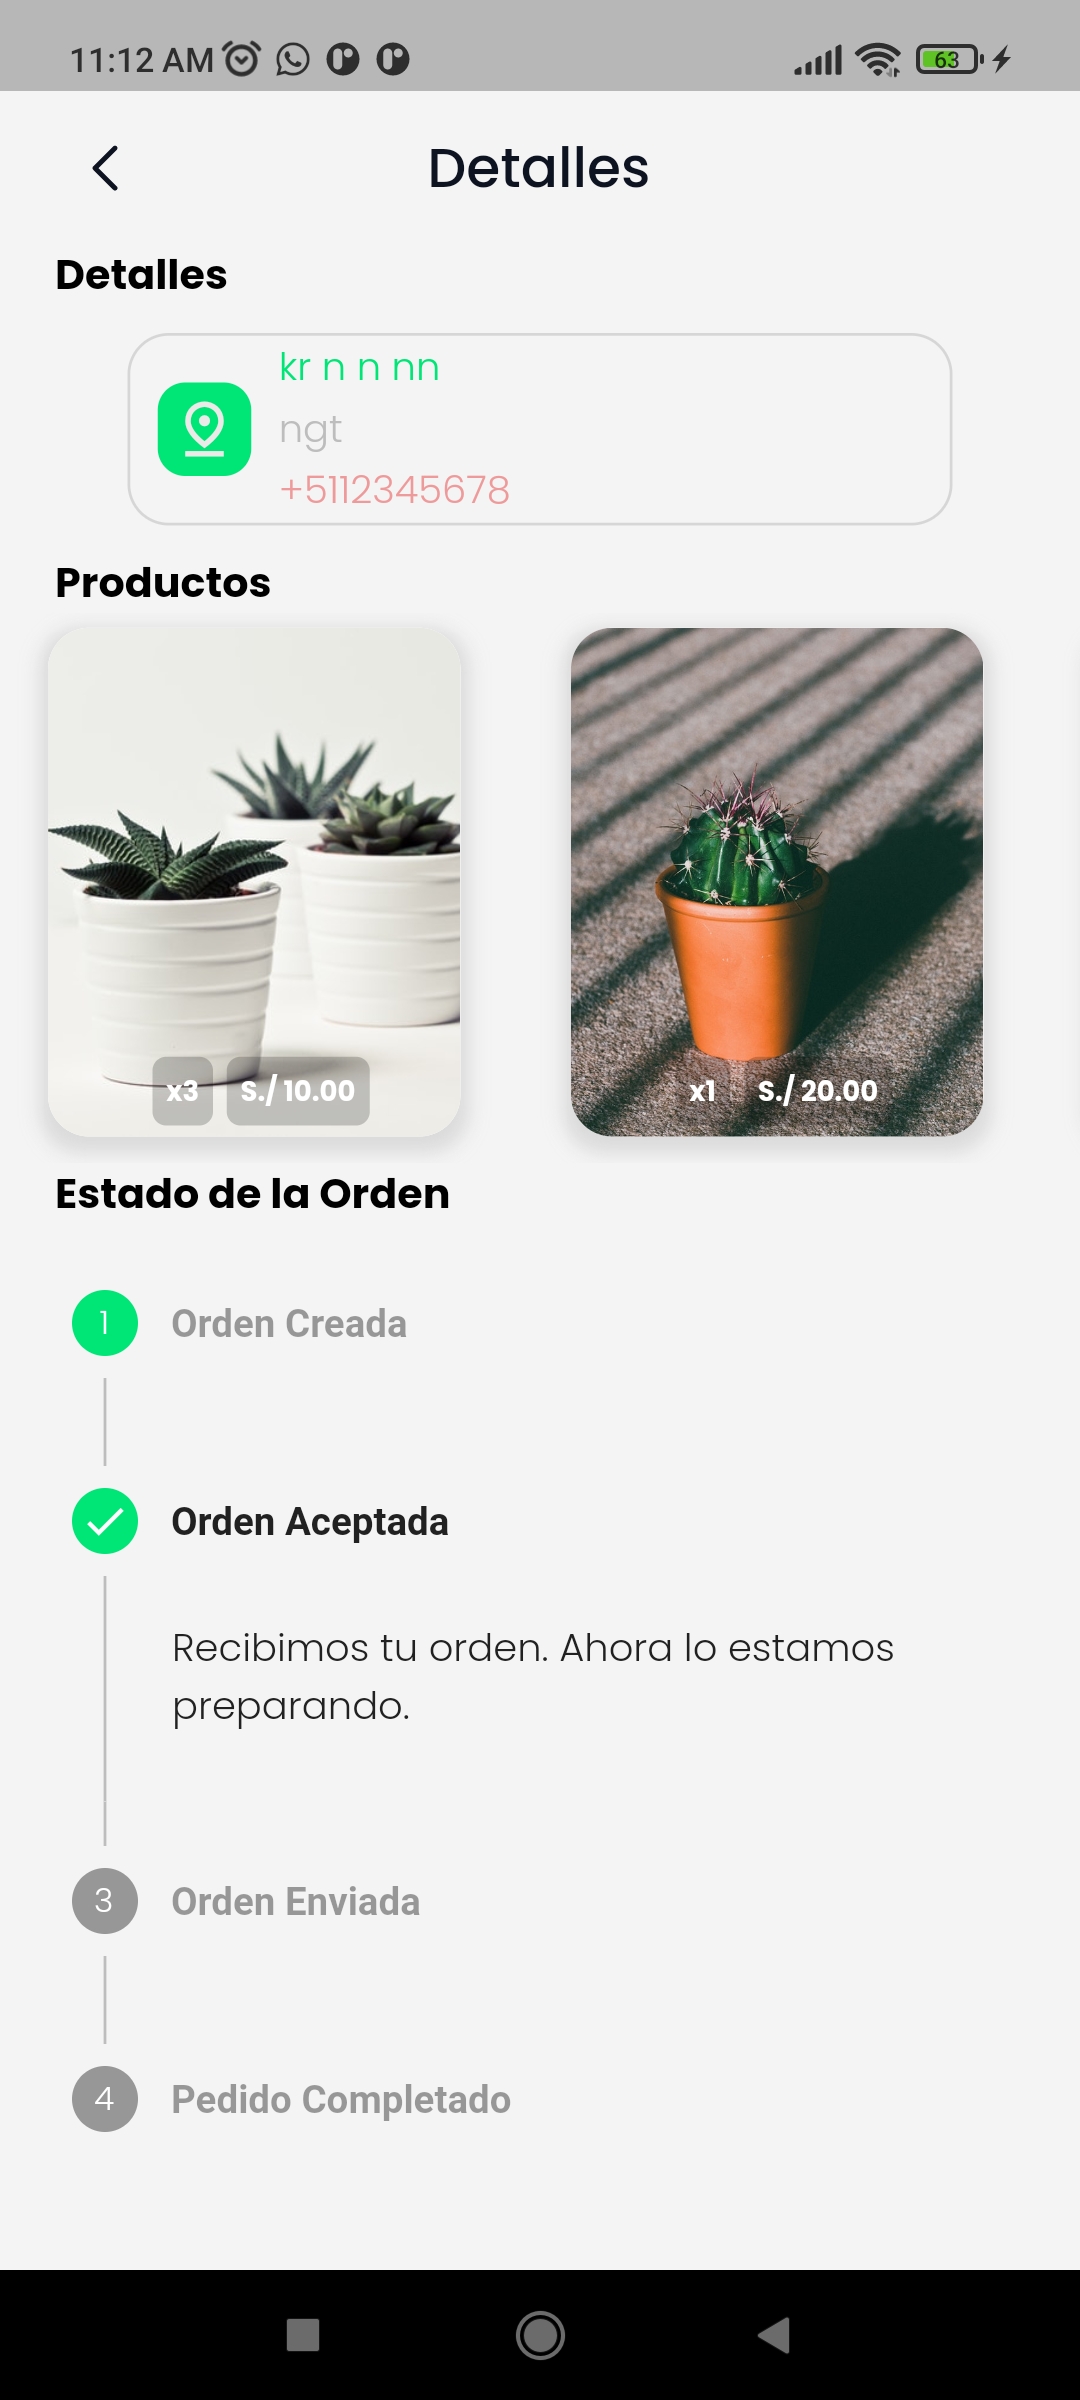 11:12 AM
63
Detalles
Detalles
kr n n nn
ngt
+5112345678
Productos
x3 S./ 10.00
x1 S./ 20.00
Estado de la Orden
1 Orden Creada
Orden Aceptada
Recibimos tu orden. Ahora lo estamos
preparando.
3 Orden Enviada
4 Pedido Completado